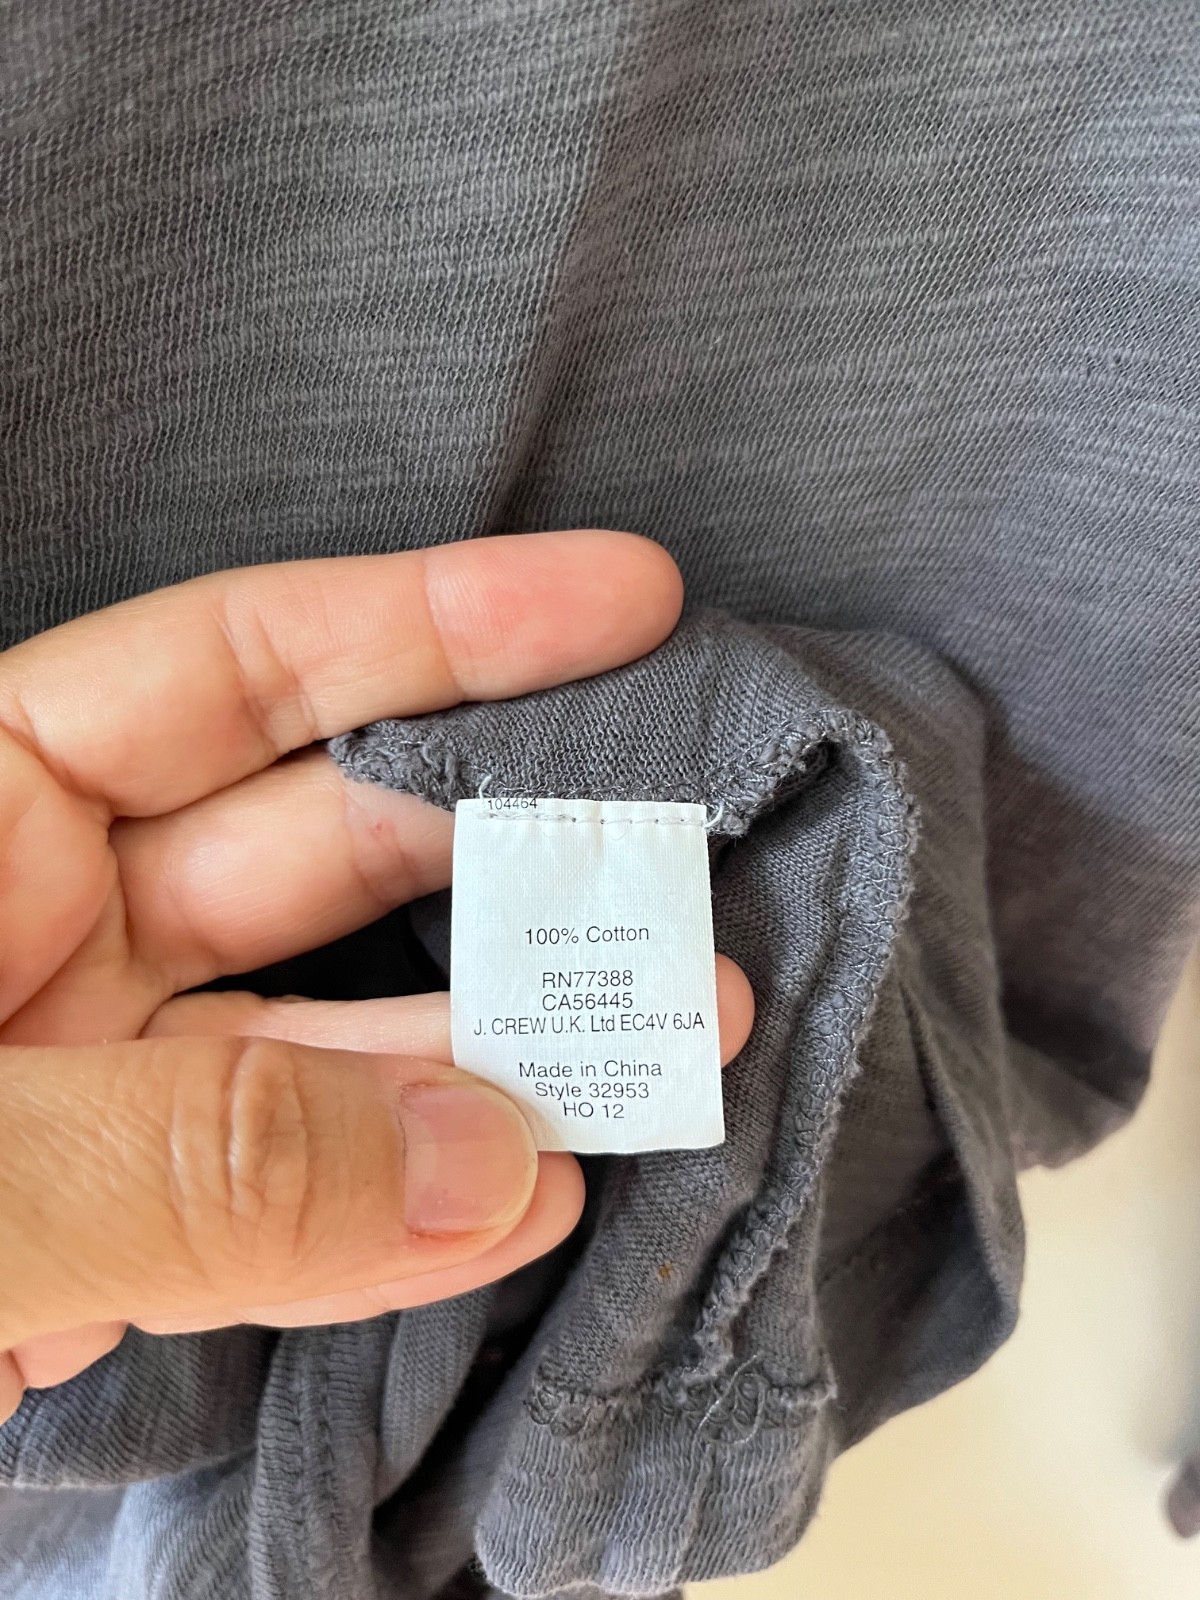 104464
100% Cotton
RN77388
CA56445
J. CREW U.K. Ltd EC4V 6JA
Made in China
Style 32953
HO 12